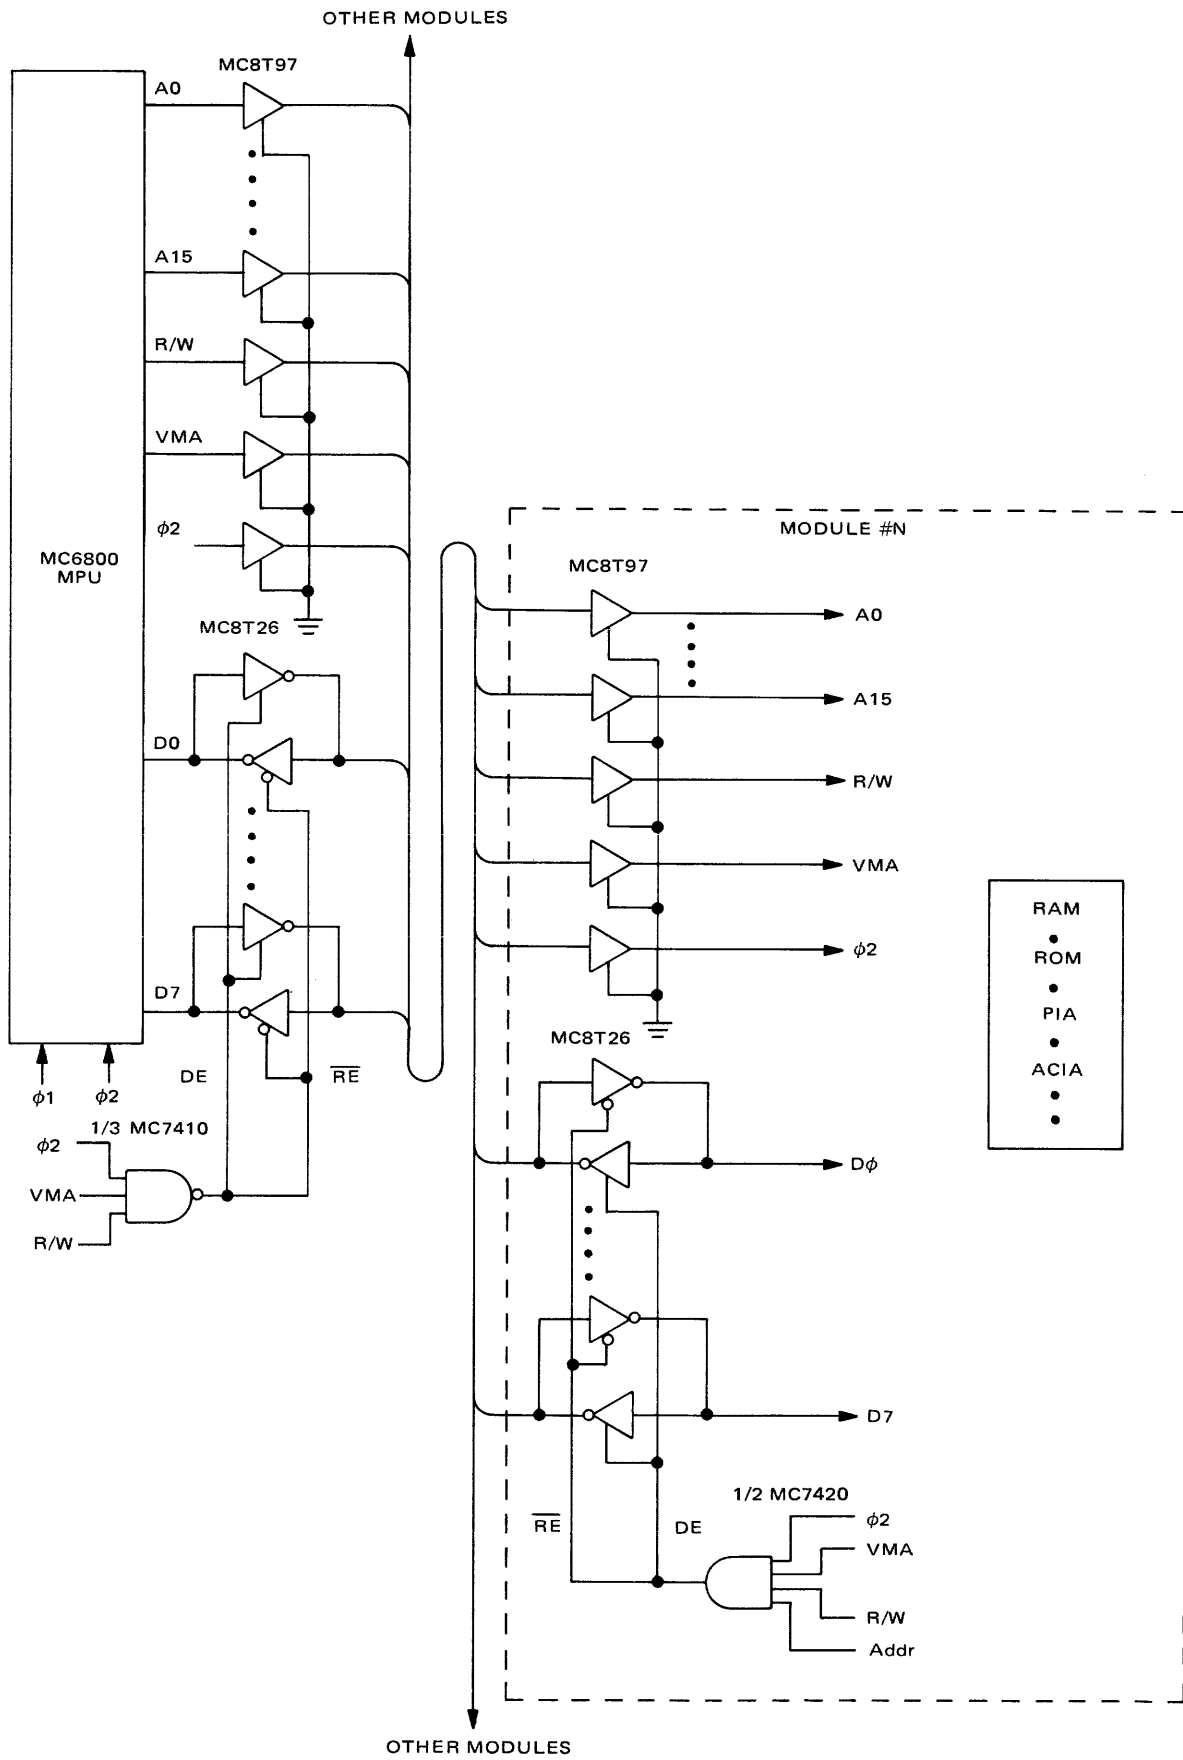 OTHER MODULES
MC8T97
A0
A15
R/W
VMA
ϕ2
MC6800
MPU
MC8T26
D0
D7
DE
RE
ϕ1
ϕ2
1/3 MC7410
ϕ2
VMA
R/W
MODULE #N
MC8T97
A0
A15
R/W
VMA
ϕ2
RAM
ROM
PIA
ACIA
MC8T26
Dϕ
D7
1/2 MC7420
RE
DE
ϕ2
VMA
R/W
Addr
OTHER MODULES